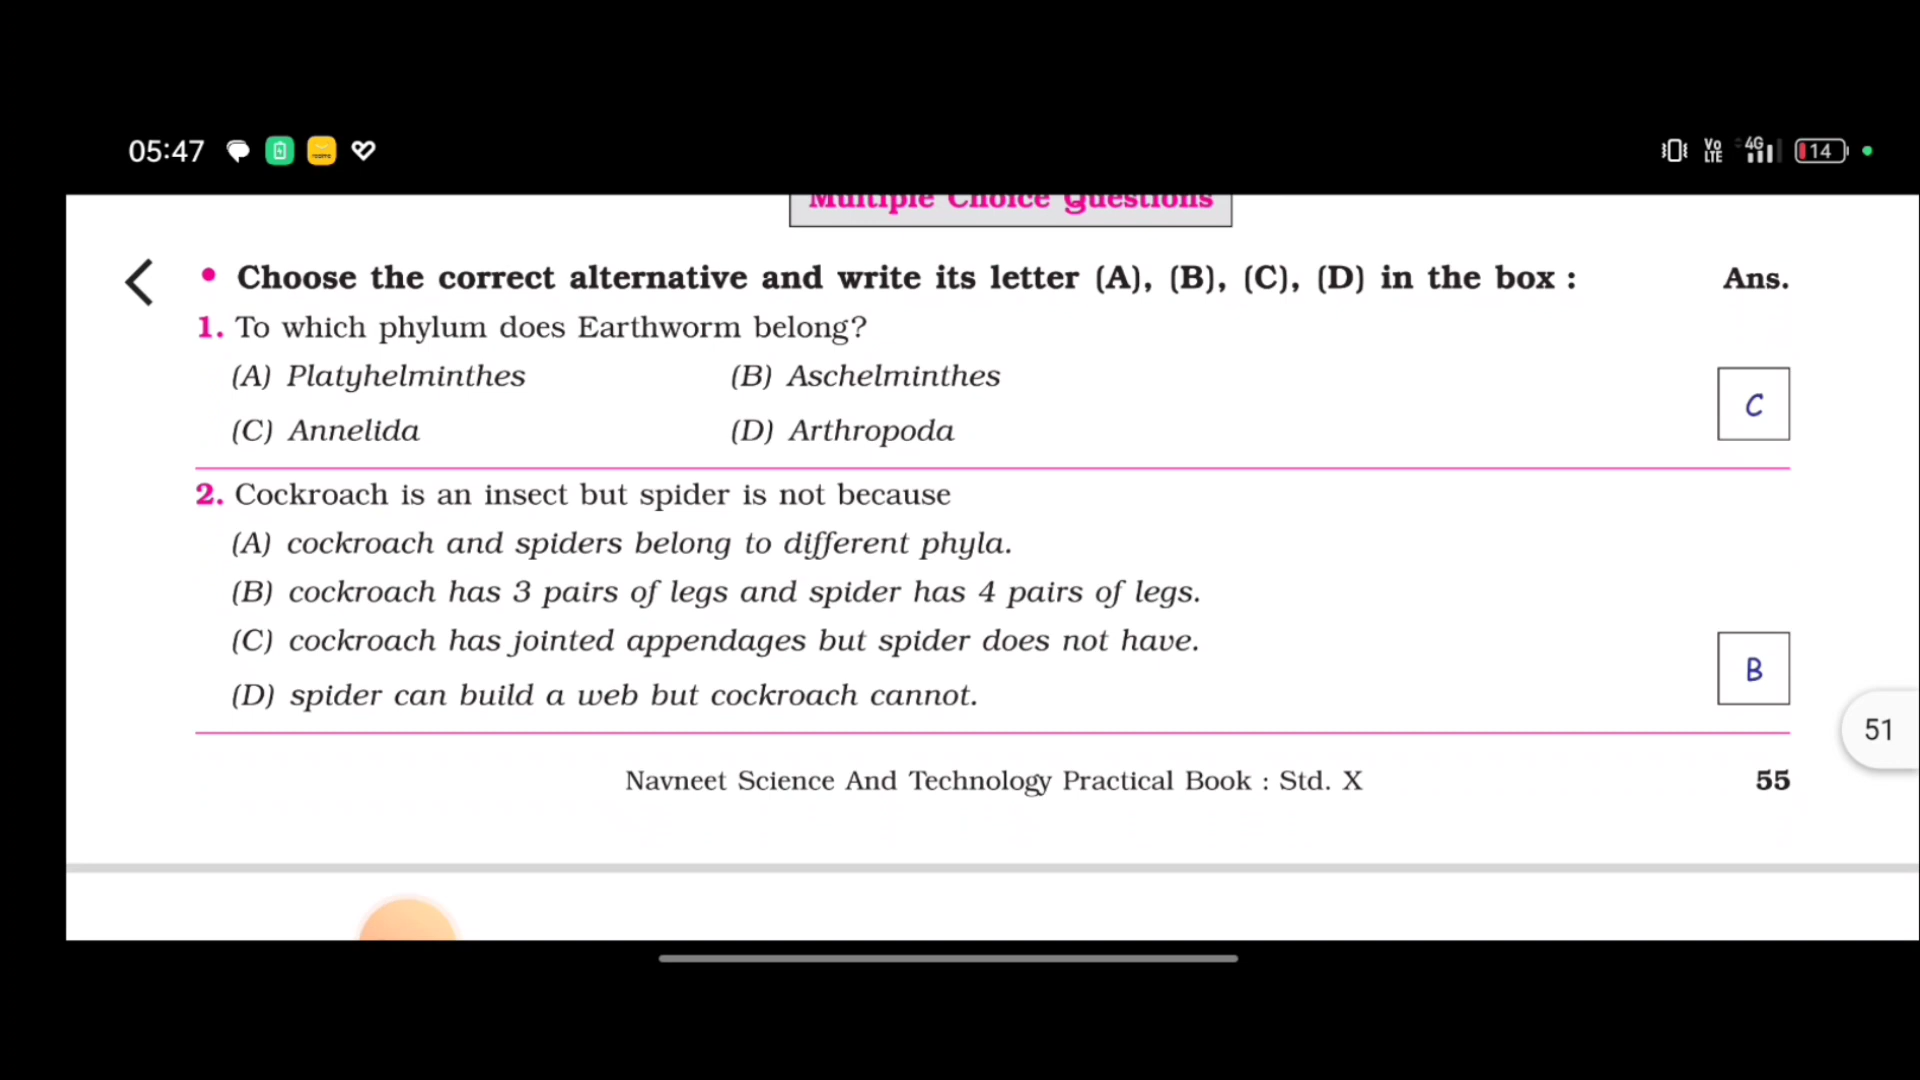 05:47 Vo LTE 4G 14
Multiple Choice Questions
• Choose the correct alternative and write its letter (A), (B), (C), (D) in the box : Ans.
1. To which phylum does Earthworm belong?
(A) Platyhelminthes (B) Aschelminthes
(C) Annelida (D) Arthropoda
C
2. Cockroach is an insect but spider is not because
(A) cockroach and spiders belong to different phyla.
(B) cockroach has 3 pairs of legs and spider has 4 pairs of legs.
(C) cockroach has jointed appendages but spider does not have.
(D) spider can build a web but cockroach cannot.
B
51
Navneet Science And Technology Practical Book : Std. X 55